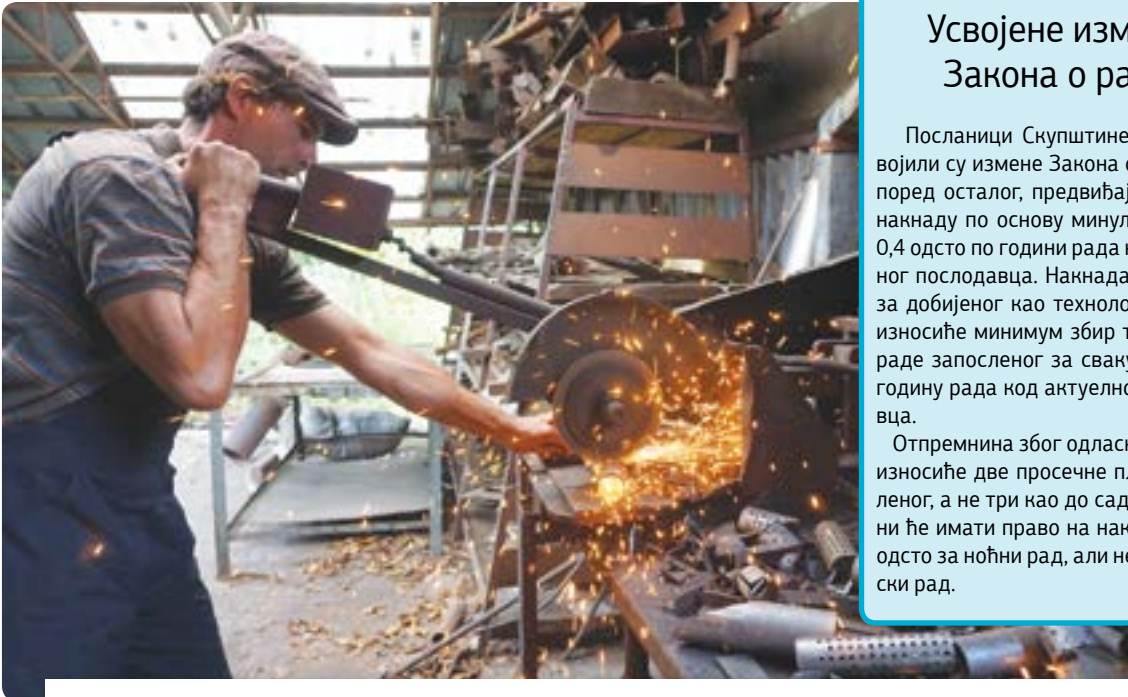 Усвојене изм
Закона о ра
Посланици Скупштине
војили су измене Закона
поред осталог, предвиђај
накнаду по основу минул
0,4 одсто по години рада
ног послодавца. Накнада
за добијеног као техноло
износиће минимум збир т
раде запосленог за сваку
годину рада код актуелно
вца.
Отпремнина због одласк
износиће две просечне пл
леног, а не три као до сад
ни ће имати право на нак
одсто за ноћни рад, али не
ски рад.